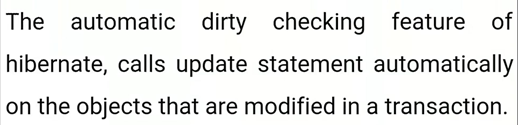 The automatic dirty checking feature of
hibernate, calls update statement automatically
on the objects that are modified in a transaction.